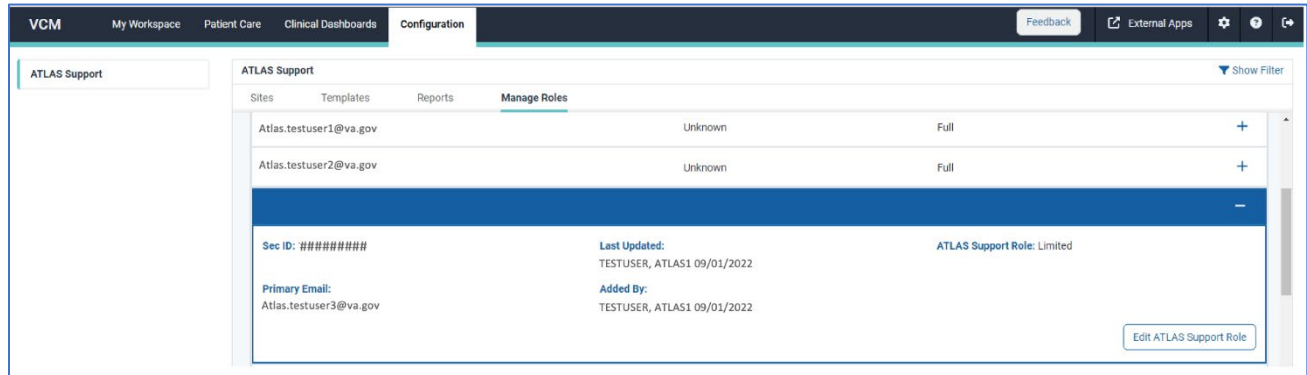 VCM My Workspace Patient Care Clinical Dashboards Configuration Feedback External Apps
ATLAS Support
ATLAS Support Show Filter
Sites Templates Reports Manage Roles
Atlas.testuser1@va.gov Unknown Full
Atlas.testuser2@va.gov Unknown Full
Sec ID: ######### Last Updated: ATLAS Support Role: Limited
TESTUSER, ATLAS1 09/01/2022
Primary Email: Added By:
Atlas.testuser3@va.gov TESTUSER, ATLAS1 09/01/2022
Edit ATLAS Support Role